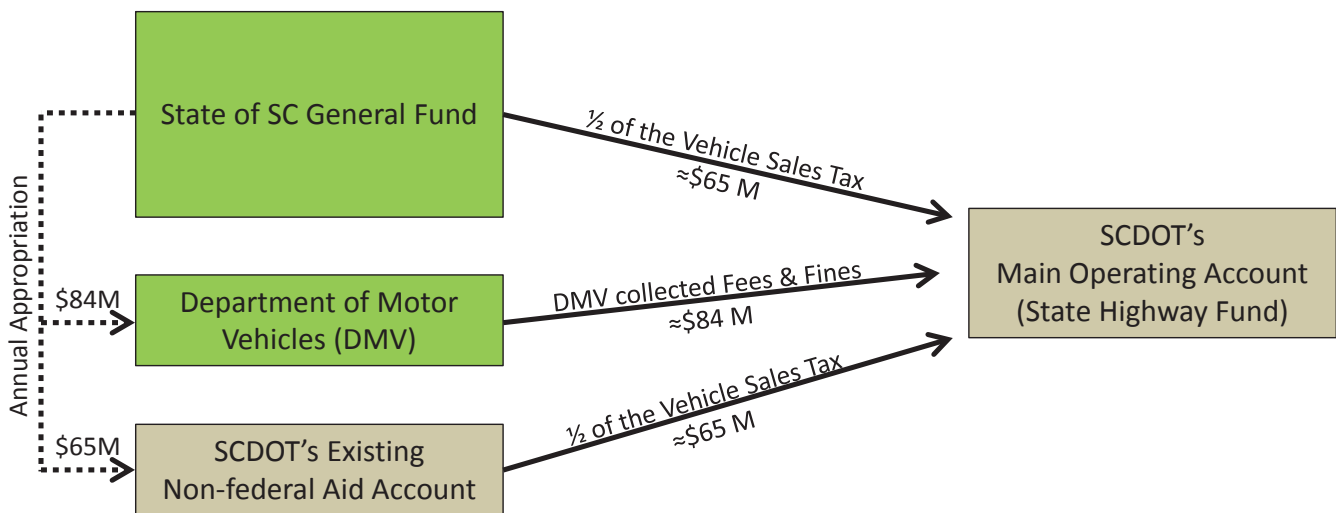 State of SC General Fund
½ of the Vehicle Sales Tax
≈$65 M
Annual Appropriation
$84M
Department of Motor
Vehicles (DMV)
DMV collected Fees & Fines
≈$84 M
SCDOT’s
Main Operating Account
(State Highway Fund)
$65M
SCDOT’s Existing
Non-federal Aid Account
½ of the Vehicle Sales Tax
≈$65 M